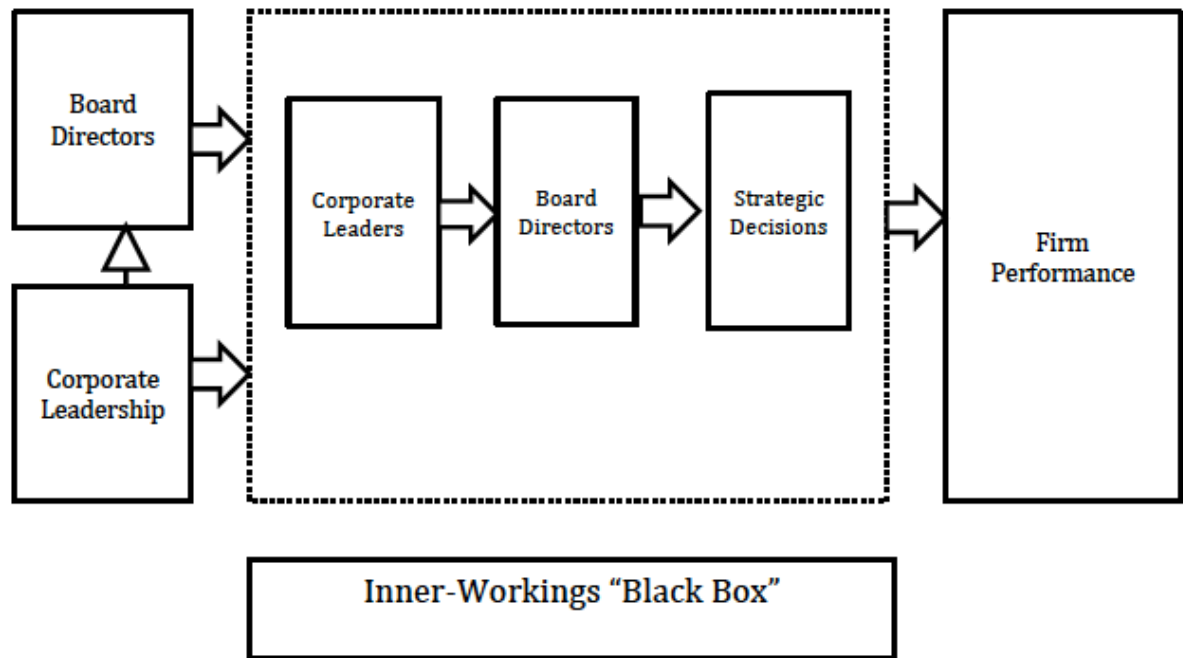 Board
Directors
Corporate
Leadership
Corporate
Leaders
Board
Directors
Strategic
Decisions
Firm
Performance
Inner-Workings “Black Box”